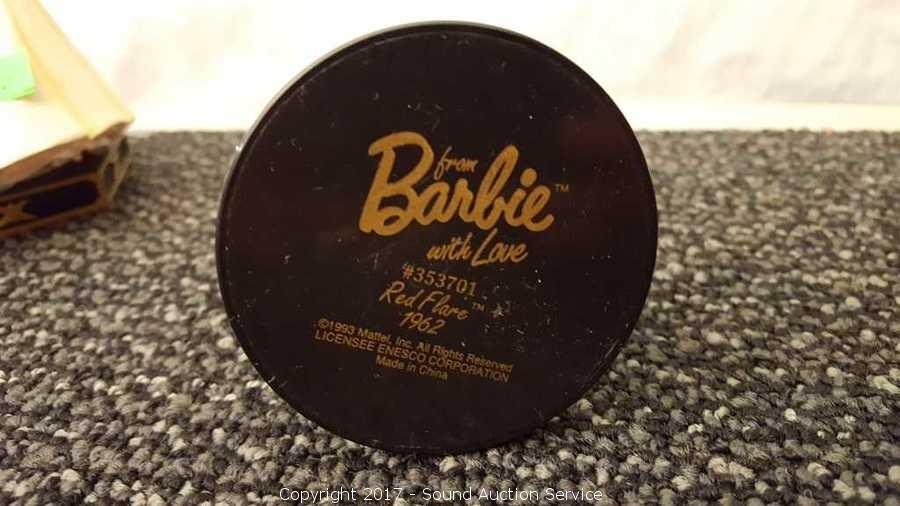 from
Barbie™
with Love
#353701
Red Flare™
1962
©1993 Mattel, Inc. All Rights Reserved
LICENSEE ENESCO CORPORATION
Made in China
Copyright 2017 - Sound Auction Service